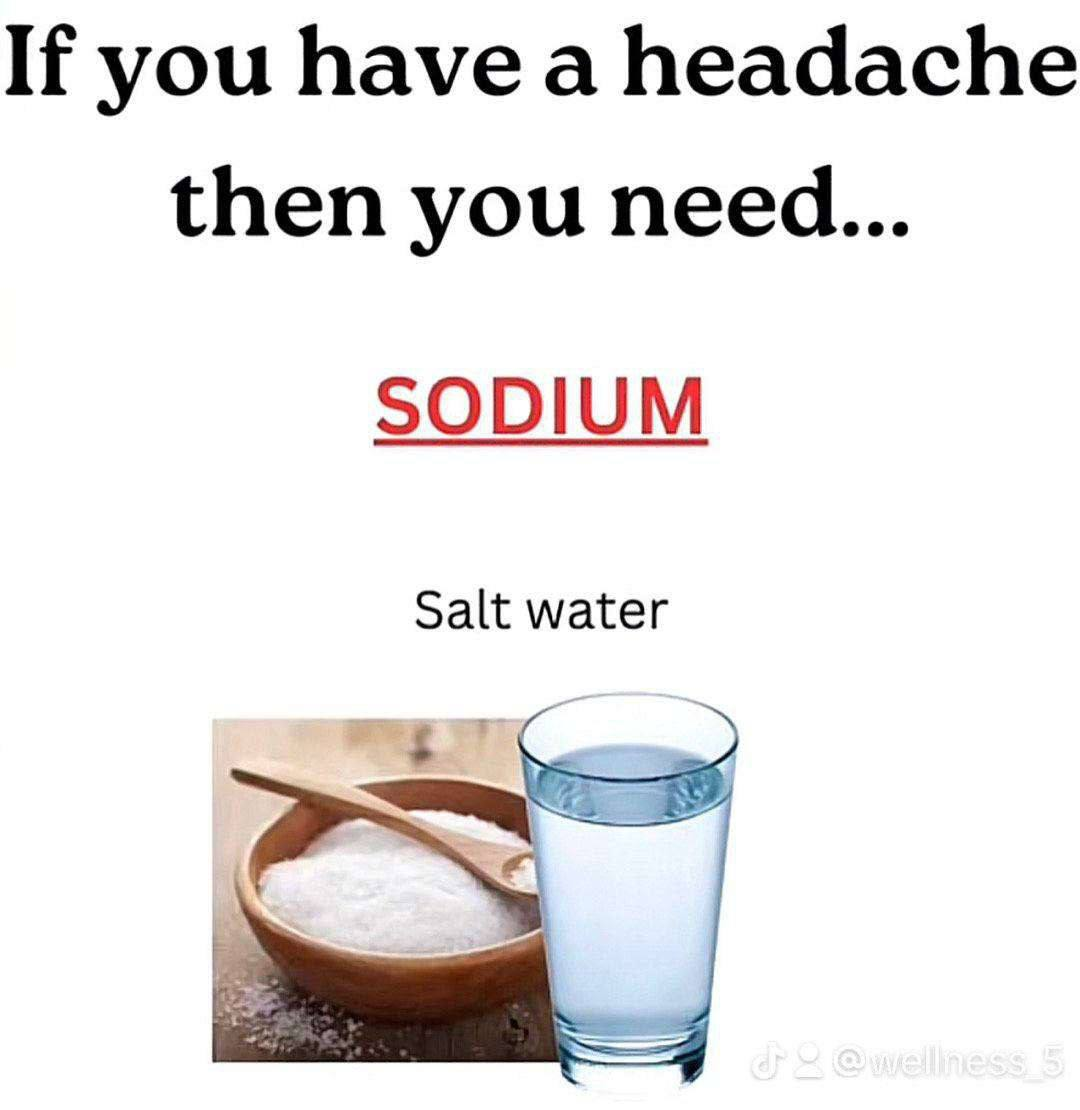 If you have a headache
then you need...
SODIUM
Salt water
@wellness_5